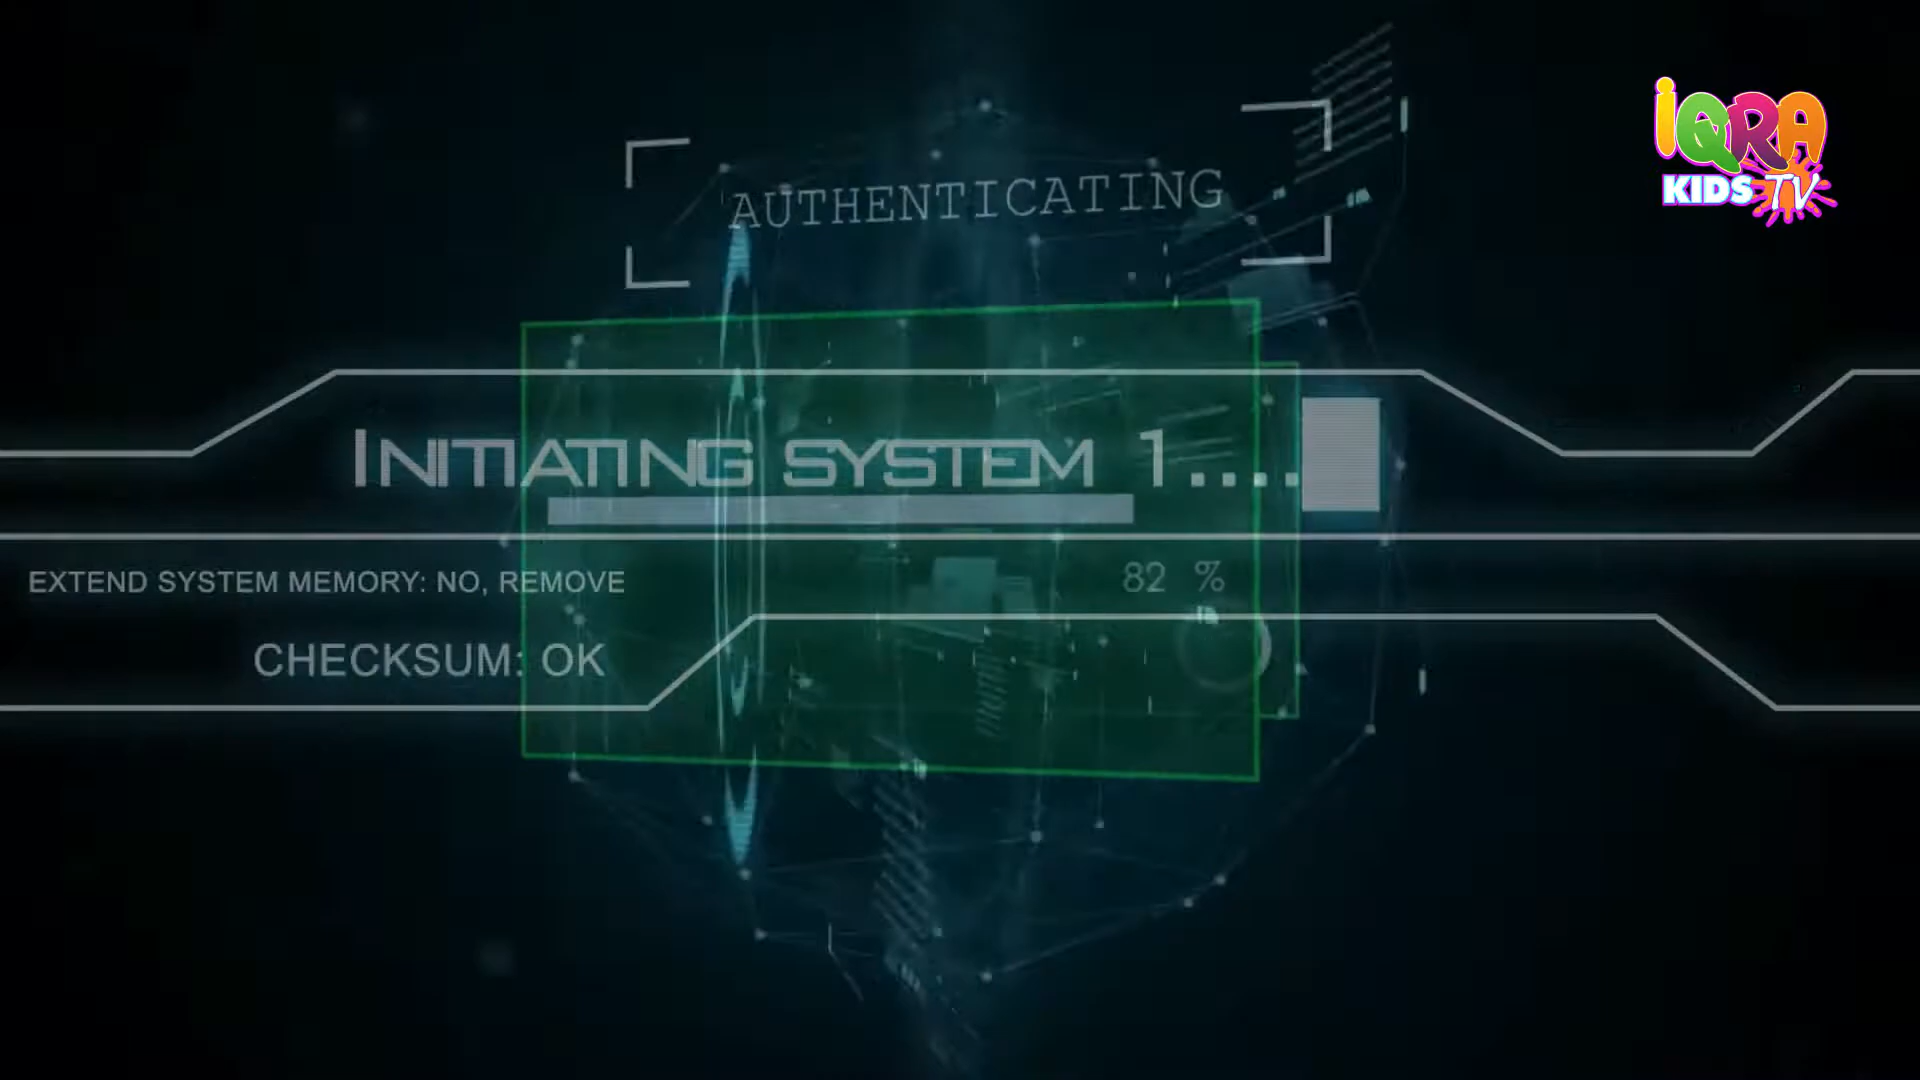 iQRA
KIDS TV
AUTHENTICATING
INITIATING SYSTEM 1....
EXTEND SYSTEM MEMORY: NO, REMOVE
82 %
CHECKSUM: OK